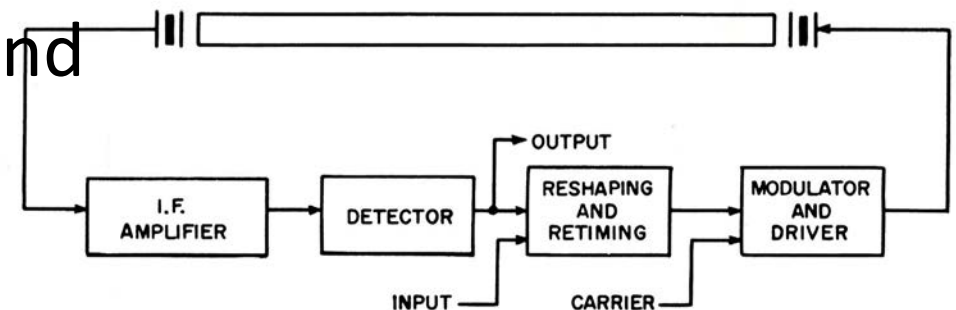 nd
OUTPUT
I.F.
AMPLIFIER
DETECTOR
RESHAPING
AND
RETIMING
MODULATOR
AND
DRIVER
INPUT
CARRIER